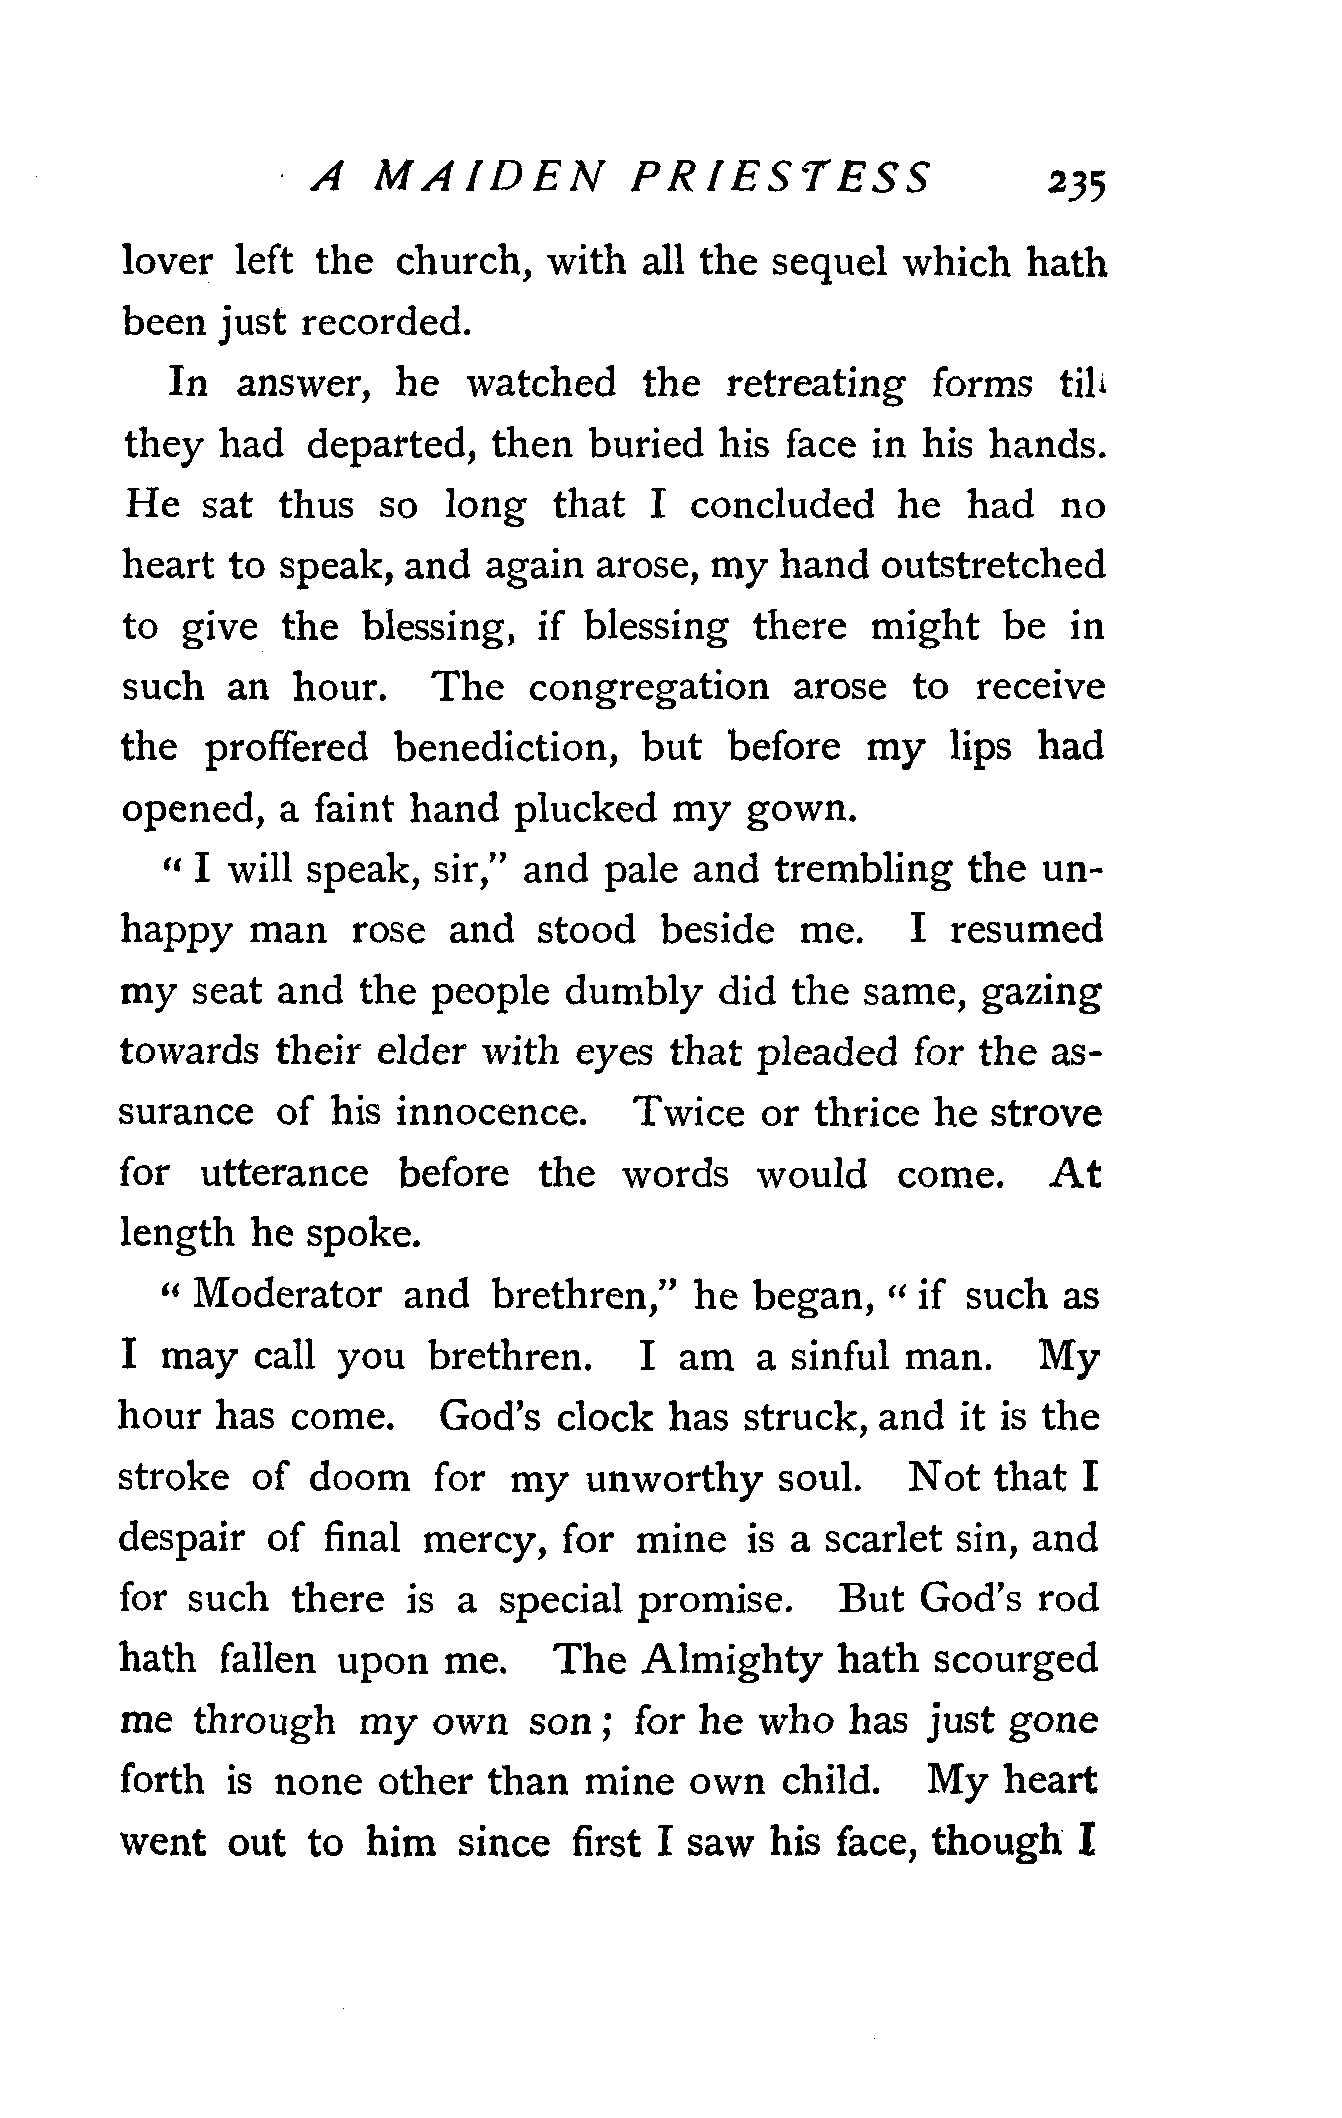 A MAIDEN PRIESTESS 235
lover left the church, with all the sequel which hath
been just recorded.
In answer, he watched the retreating forms till
they had departed, then buried his face in his hands.
He sat thus so long that I concluded he had no
heart to speak, and again arose, my hand outstretched
to give the blessing, if blessing there might be in
such an hour. The congregation arose to receive
the proffered benediction, but before my lips had
opened, a faint hand plucked my gown.
“ I will speak, sir,” and pale and trembling the un-
happy man rose and stood beside me. I resumed
my seat and the people dumbly did the same, gazing
towards their elder with eyes that pleaded for the as-
surance of his innocence. Twice or thrice he strove
for utterance before the words would come. At
length he spoke.
“ Moderator and brethren,” he began, “ if such as
I may call you brethren. I am a sinful man. My
hour has come. God’s clock has struck, and it is the
stroke of doom for my unworthy soul. Not that I
despair of final mercy, for mine is a scarlet sin, and
for such there is a special promise. But God’s rod
hath fallen upon me. The Almighty hath scourged
me through my own son ; for he who has just gone
forth is none other than mine own child. My heart
went out to him since first I saw his face, though I